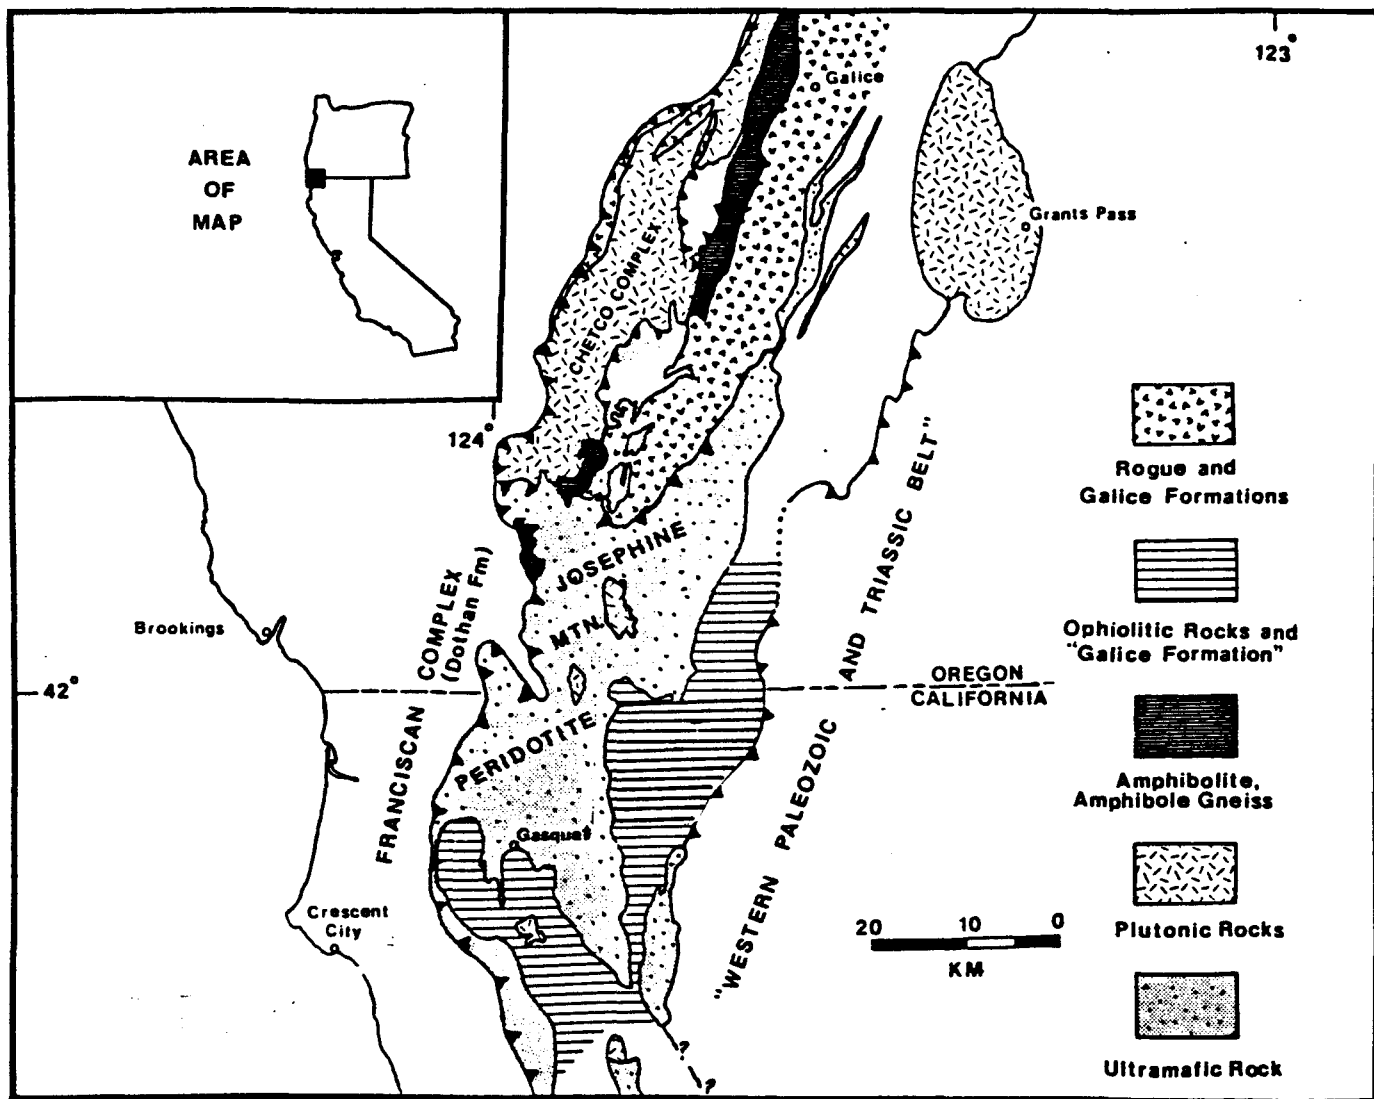 AREA
OF
MAP
123°
Galice
Grants Pass
CHETCO COMPLEX
124°
Rogue and
Galice Formations
JOSEPHINE
MTN.
PERIDOTITE
FRANCISCAN COMPLEX
(Dothan Fm)
"WESTERN PALEOZOIC AND TRIASSIC BELT"
Brookings
Ophiolitic Rocks and
"Galice Formation"
42°
OREGON
CALIFORNIA
Amphibolite,
Amphibole Gneiss
Gasquet
Crescent
City
20 10 0
KM
Plutonic Rocks
?
?
Ultramafic Rock